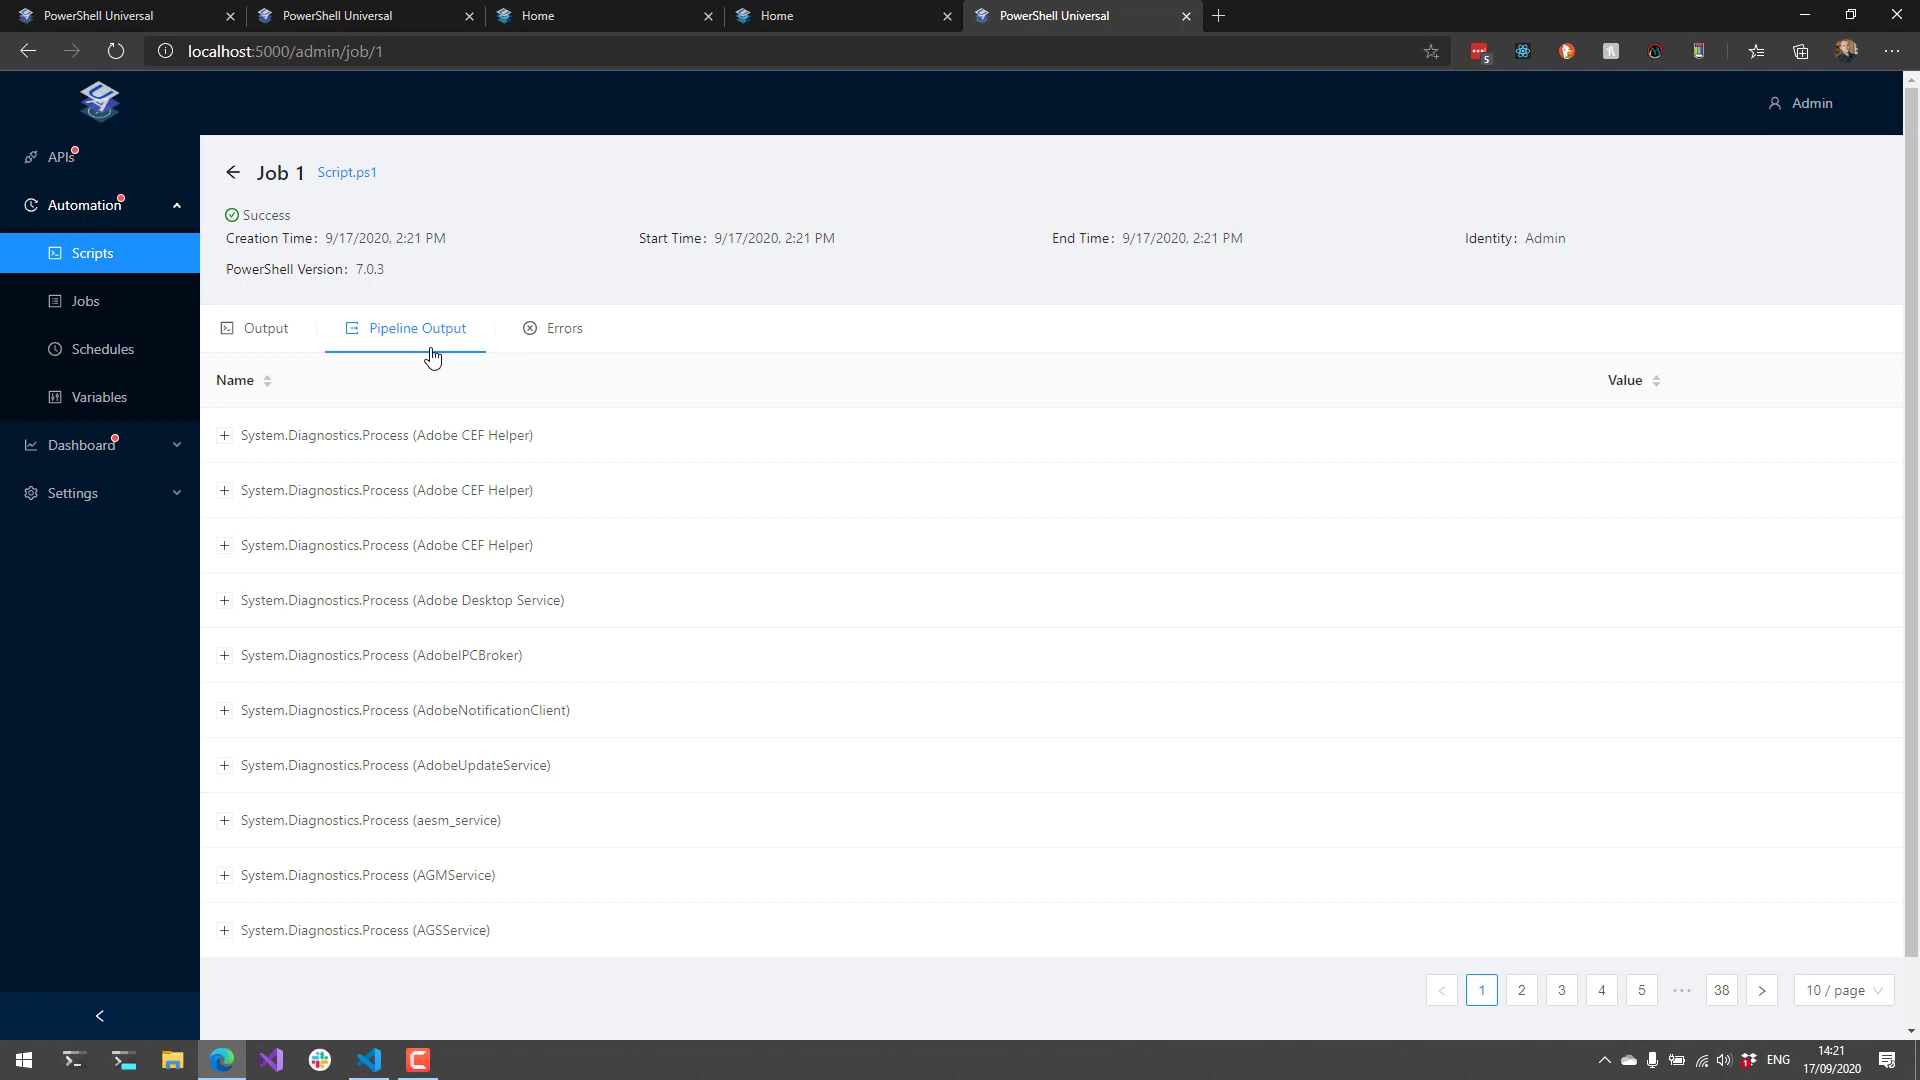 PowerShell Universal
PowerShell Universal
Home
Home
PowerShell Universal
localhost:5000/admin/job/1
5
Admin
APIs
Automation
Scripts
Jobs
Schedules
Variables
Dashboard
Settings
Job 1 Script.ps1
Success
Creation Time: 9/17/2020, 2:21 PM
Start Time: 9/17/2020, 2:21 PM
End Time: 9/17/2020, 2:21 PM
Identity: Admin
PowerShell Version: 7.0.3
Output
Pipeline Output
Errors
Name
Value
System.Diagnostics.Process (Adobe CEF Helper)
System.Diagnostics.Process (Adobe CEF Helper)
System.Diagnostics.Process (Adobe CEF Helper)
System.Diagnostics.Process (Adobe Desktop Service)
System.Diagnostics.Process (AdobeIPCBroker)
System.Diagnostics.Process (AdobeNotificationClient)
System.Diagnostics.Process (AdobeUpdateService)
System.Diagnostics.Process (aesm_service)
System.Diagnostics.Process (AGMService)
System.Diagnostics.Process (AGSService)
< 1 2 3 4 5 ••• 38 > 10 / page
ENG
14:21
17/09/2020